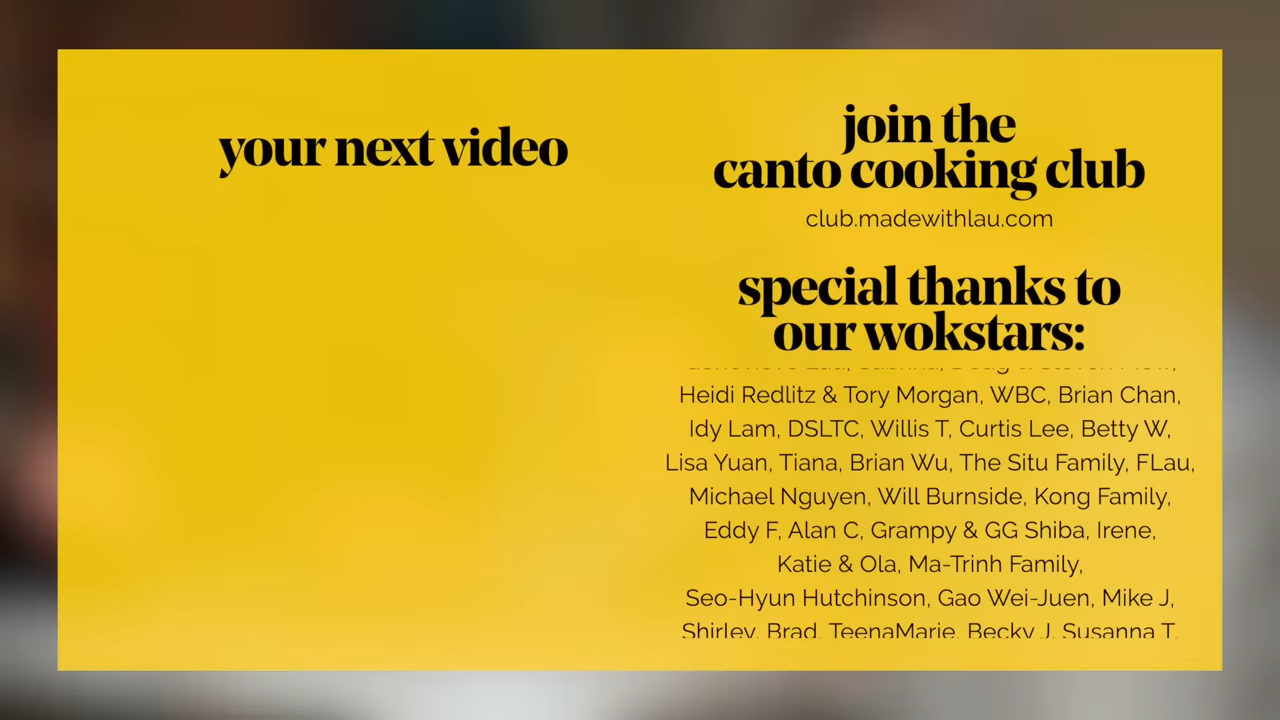 your next video
join the
canto cooking club
club.madewithlau.com
special thanks to
our wokstars:
Heidi Redlitz & Tory Morgan, WBC, Brian Chan,
Idy Lam, DSLTC, Willis T, Curtis Lee, Betty W,
Lisa Yuan, Tiana, Brian Wu, The Situ Family, FLau,
Michael Nguyen, Will Burnside, Kong Family,
Eddy F, Alan C, Grampy & GG Shiba, Irene,
Katie & Ola, Ma-Trinh Family,
Seo-Hyun Hutchinson, Gao Wei-Juen, Mike J,
Shirley, Brad, TeenaMarie, Becky J, Susanna T,